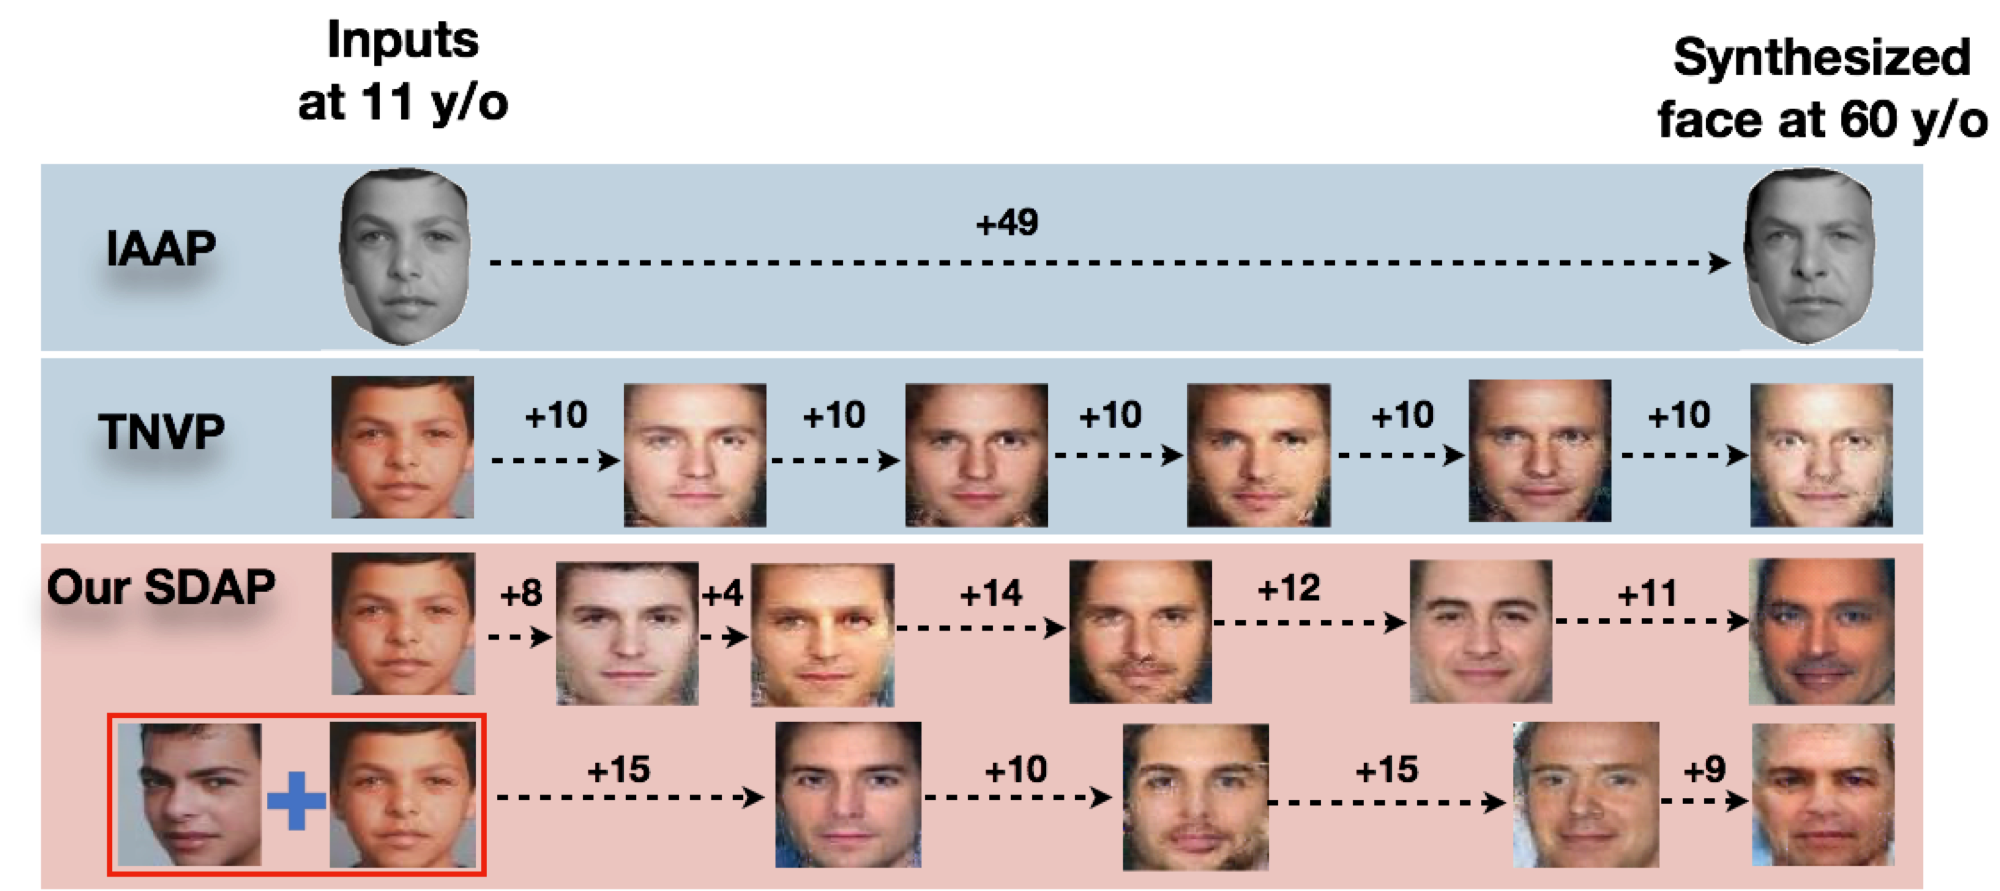 Inputs
at 11 y/o
Synthesized
face at 60 y/o
IAAP
+49
TNVP
+10 +10 +10 +10 +10
Our SDAP
+8 +4 +14 +12 +11
+15 +10 +15 +9